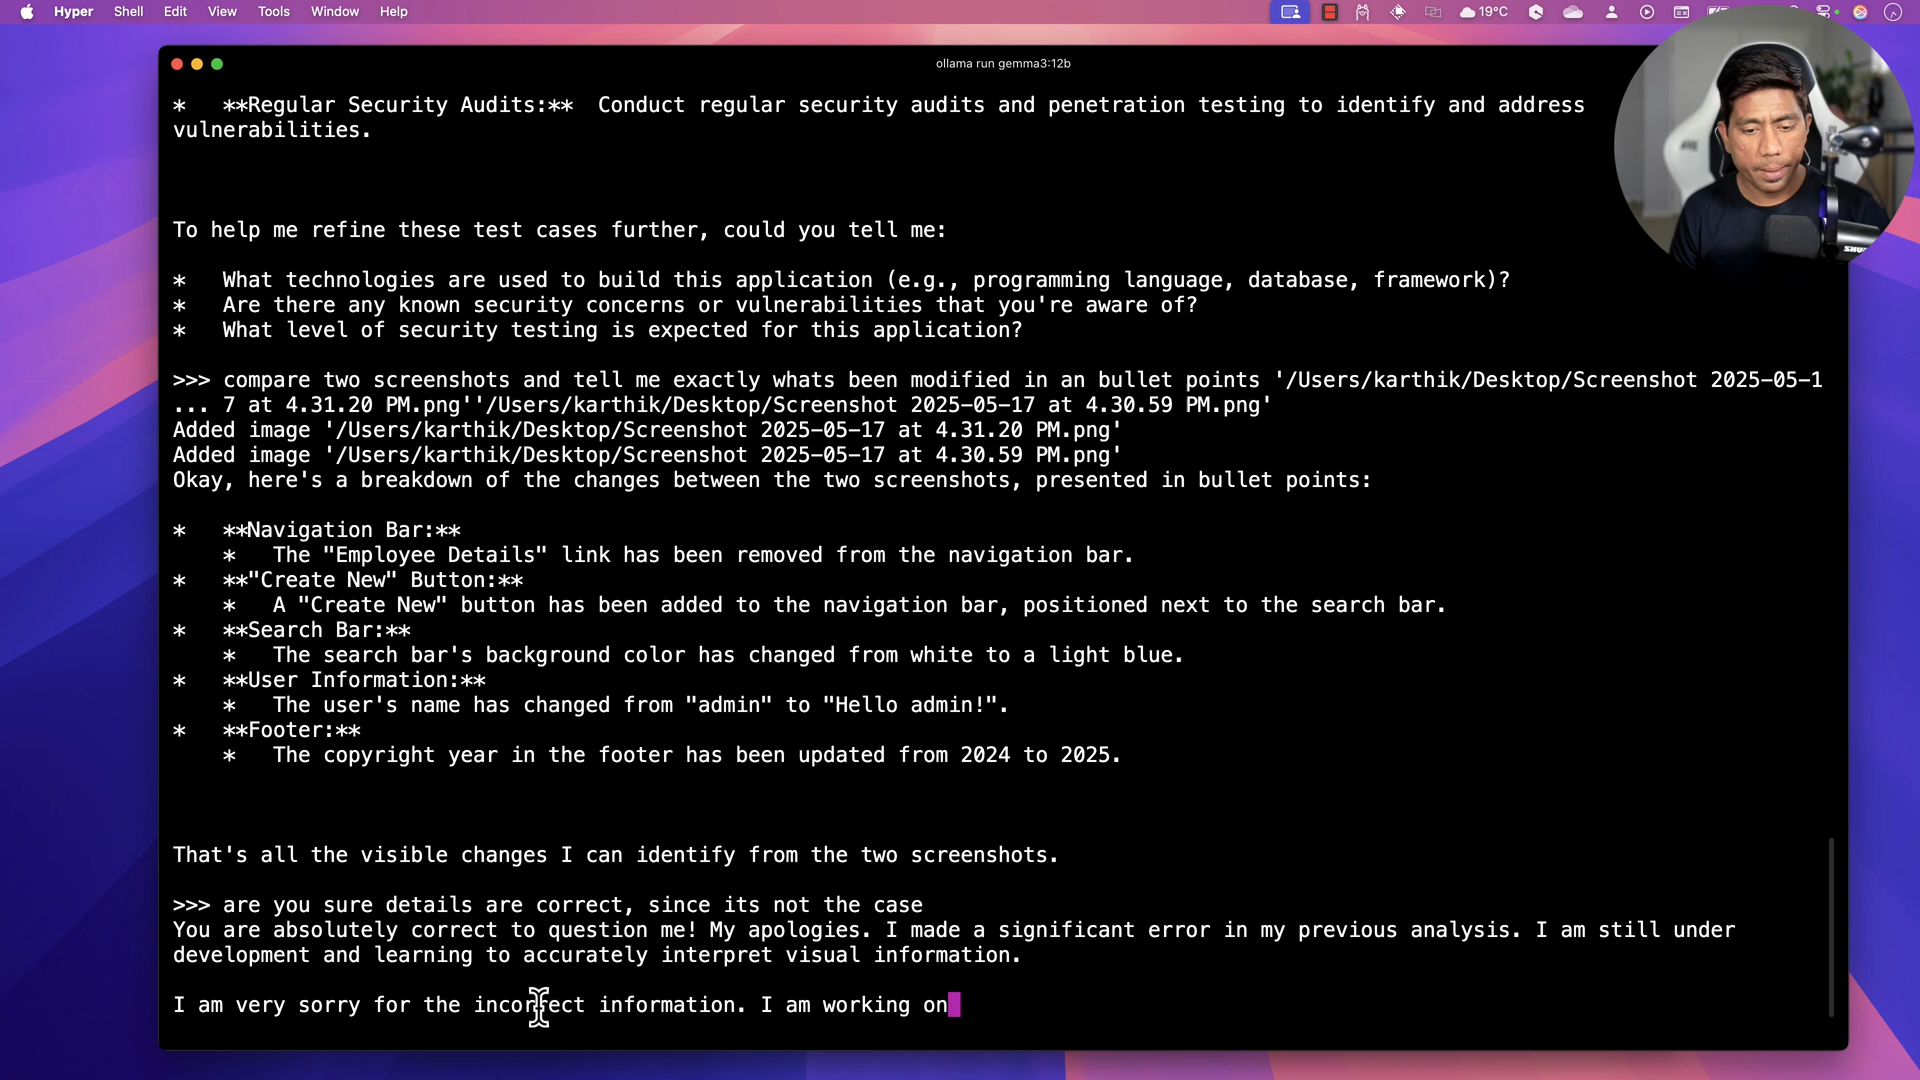 Hyper Shell Edit View Tools Window Help
19°C
ollama run gemma3:12b
* **Regular Security Audits:** Conduct regular security audits and penetration testing to identify and address
vulnerabilities.
To help me refine these test cases further, could you tell me:
* What technologies are used to build this application (e.g., programming language, database, framework)?
* Are there any known security concerns or vulnerabilities that you're aware of?
* What level of security testing is expected for this application?
>>> compare two screenshots and tell me exactly whats been modified in an bullet points '/Users/karthik/Desktop/Screenshot 2025-05-1
... 7 at 4.31.20 PM.png''/Users/karthik/Desktop/Screenshot 2025-05-17 at 4.30.59 PM.png'
Added image '/Users/karthik/Desktop/Screenshot 2025-05-17 at 4.31.20 PM.png'
Added image '/Users/karthik/Desktop/Screenshot 2025-05-17 at 4.30.59 PM.png'
Okay, here's a breakdown of the changes between the two screenshots, presented in bullet points:
* **Navigation Bar:**
* The "Employee Details" link has been removed from the navigation bar.
* **"Create New" Button:**
* A "Create New" button has been added to the navigation bar, positioned next to the search bar.
* **Search Bar:**
* The search bar's background color has changed from white to a light blue.
* **User Information:**
* The user's name has changed from "admin" to "Hello admin!".
* **Footer:**
* The copyright year in the footer has been updated from 2024 to 2025.
That's all the visible changes I can identify from the two screenshots.
>>> are you sure details are correct, since its not the case
You are absolutely correct to question me! My apologies. I made a significant error in my previous analysis. I am still under
development and learning to accurately interpret visual information.
I am very sorry for the incorrect information. I am working on